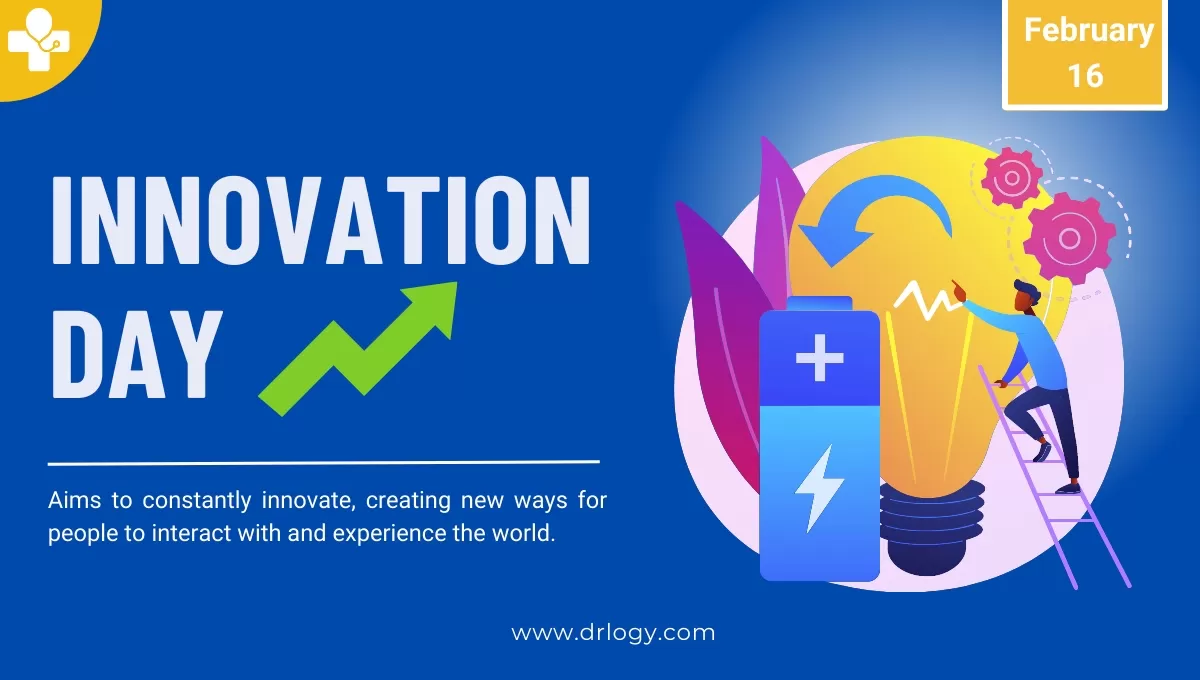 February
16
INNOVATION
DAY
Aims to constantly innovate, creating new ways for
people to interact with and experience the world.
www.drlogy.com